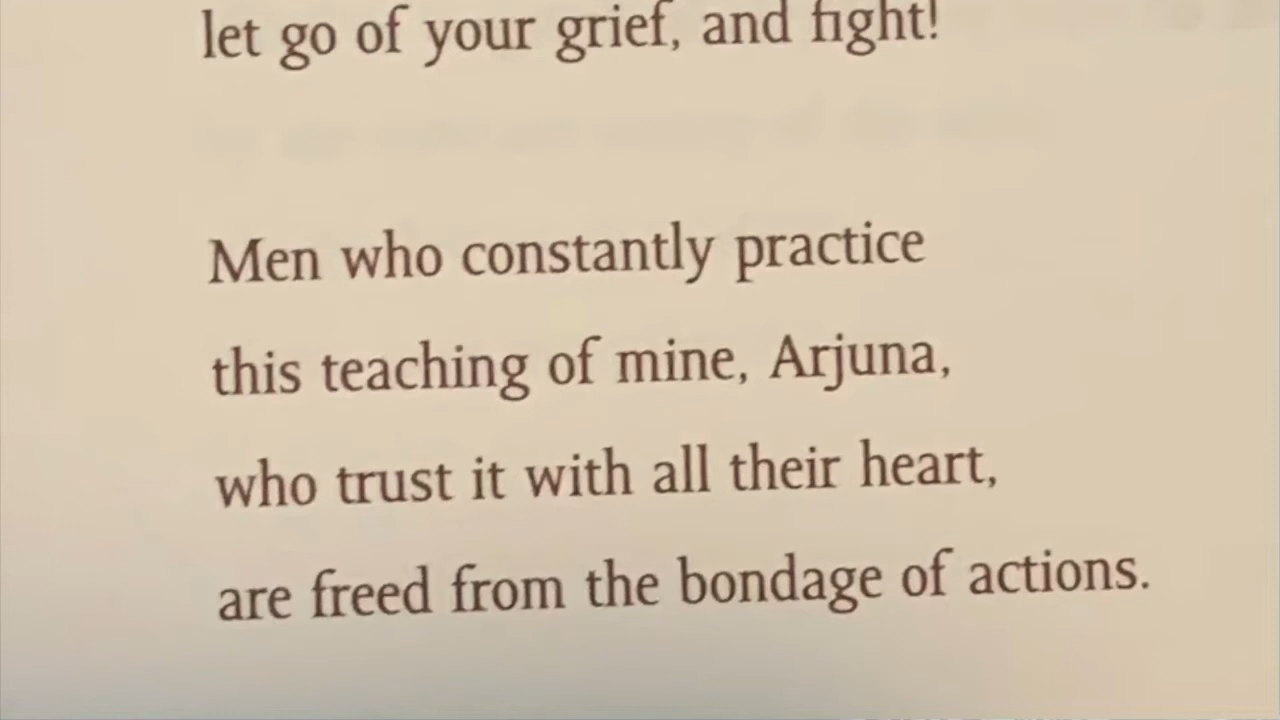 let go of your grief, and fight!
Men who constantly practice
this teaching of mine, Arjuna,
who trust it with all their heart,
are freed from the bondage of actions.